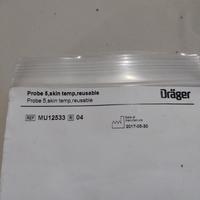 Probe 5,skin temp,reusable
Dräger
Probe 5,skin temp,reusable
REF MU12533 R 04
Date of
manufacture
2017-05-30